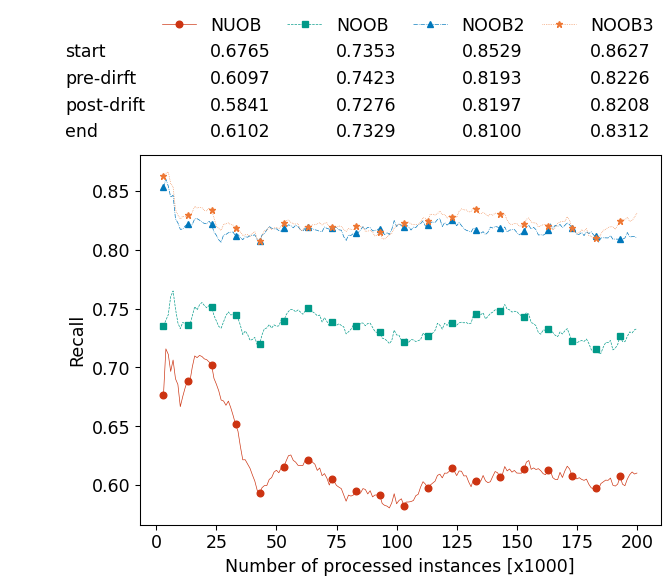 NUOB NOOB NOOB2 NOOB3
start 0.6765 0.7353 0.8529 0.8627
pre-dirft 0.6097 0.7423 0.8193 0.8226
post-drift 0.5841 0.7276 0.8197 0.8208
end 0.6102 0.7329 0.8100 0.8312
0.85
0.80
0.75
0.70
0.65
0.60
Recall
0 25 50 75 100 125 150 175 200
Number of processed instances [x1000]